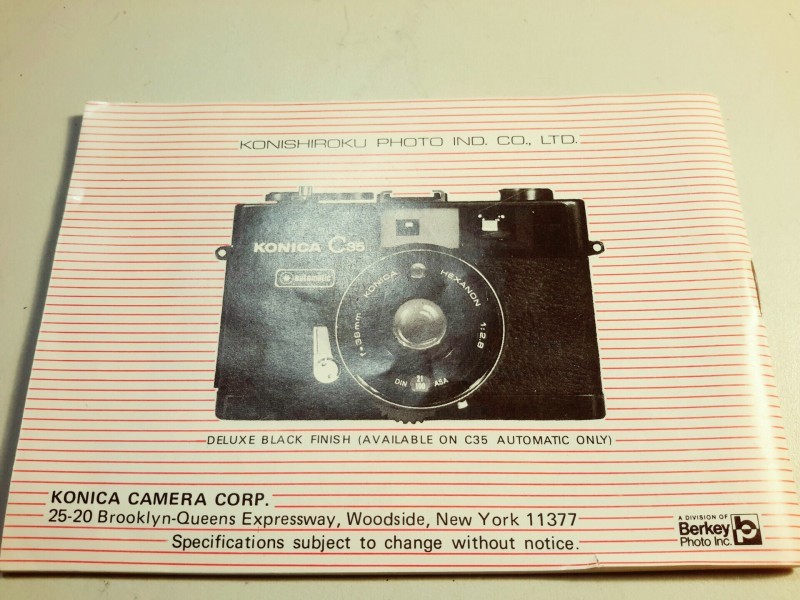 KONISHIROKU PHOTO IND. CO., LTD.
KONICA C35
automatic
KONICA HEXANON 1:2.8
DIN 21 100 ASA
DELUXE BLACK FINISH (AVAILABLE ON C35 AUTOMATIC ONLY)
KONICA CAMERA CORP.
25-20 Brooklyn-Queens Expressway, Woodside, New York 11377
Specifications subject to change without notice.
A DIVISION OF
Berkey
Photo Inc.